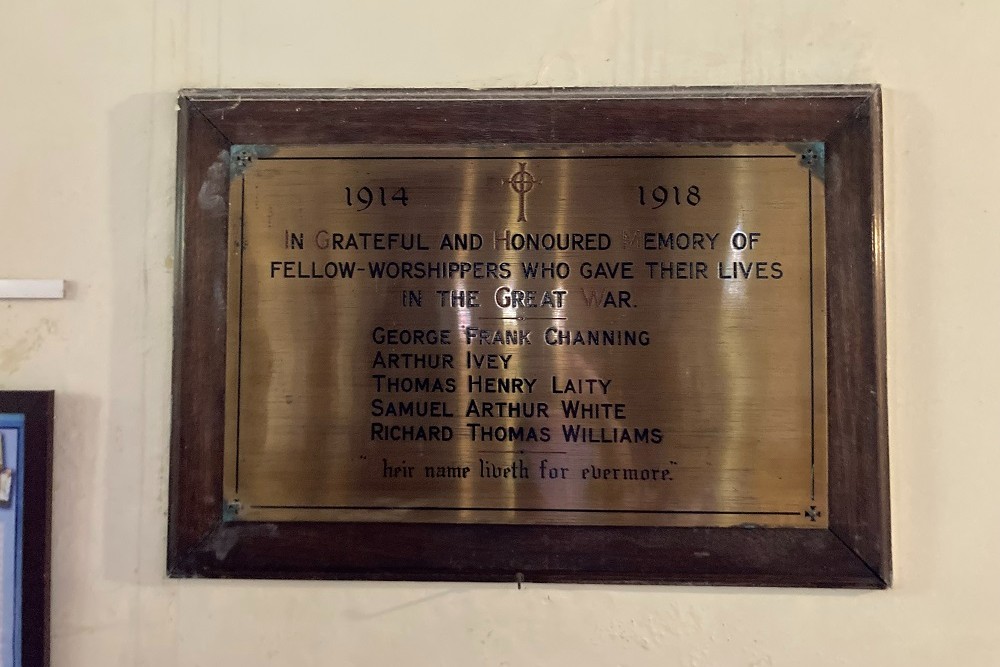 1914 1918
IN GRATEFUL AND HONOURED MEMORY OF
FELLOW-WORSHIPPERS WHO GAVE THEIR LIVES
IN THE GREAT WAR.
GEORGE FRANK CHANNING
ARTHUR IVEY
THOMAS HENRY LAITY
SAMUEL ARTHUR WHITE
RICHARD THOMAS WILLIAMS
" heir name liveth for evermore."